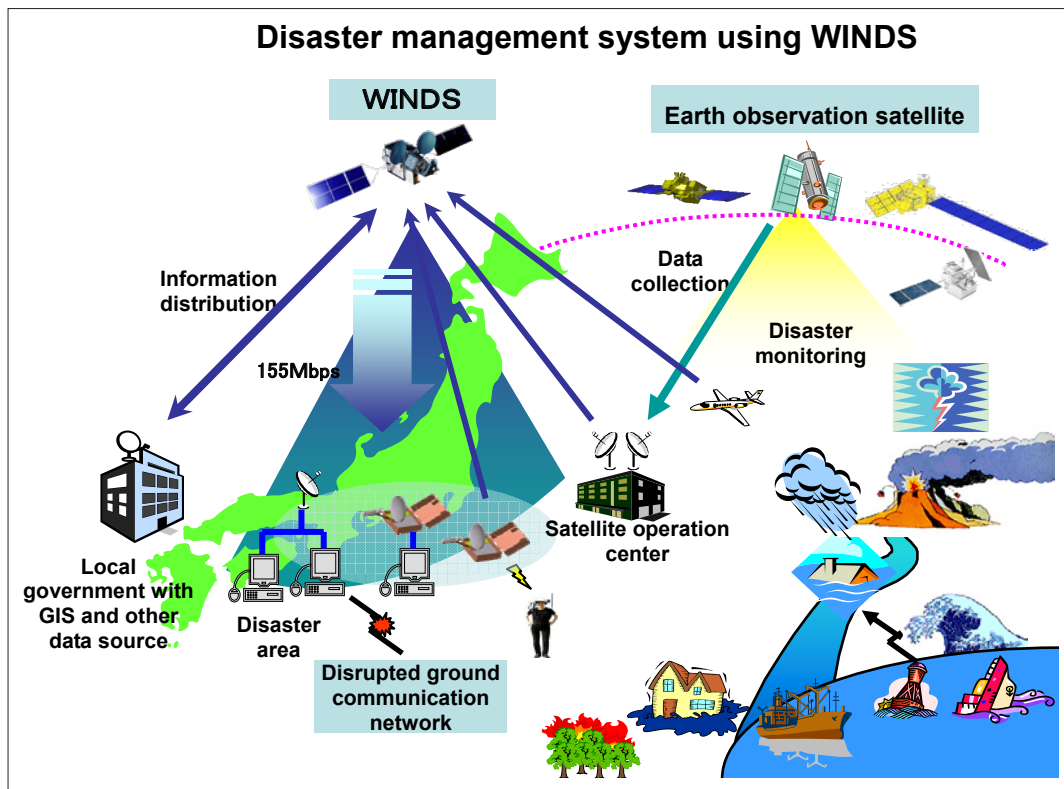 Disaster management system using WINDS
WINDS
Earth observation satellite
Information
distribution
Data
collection
Disaster
monitoring
155Mbps
Satellite operation
center
Local
government with
GIS and other
data source
Disaster
area
Disrupted ground
communication
network